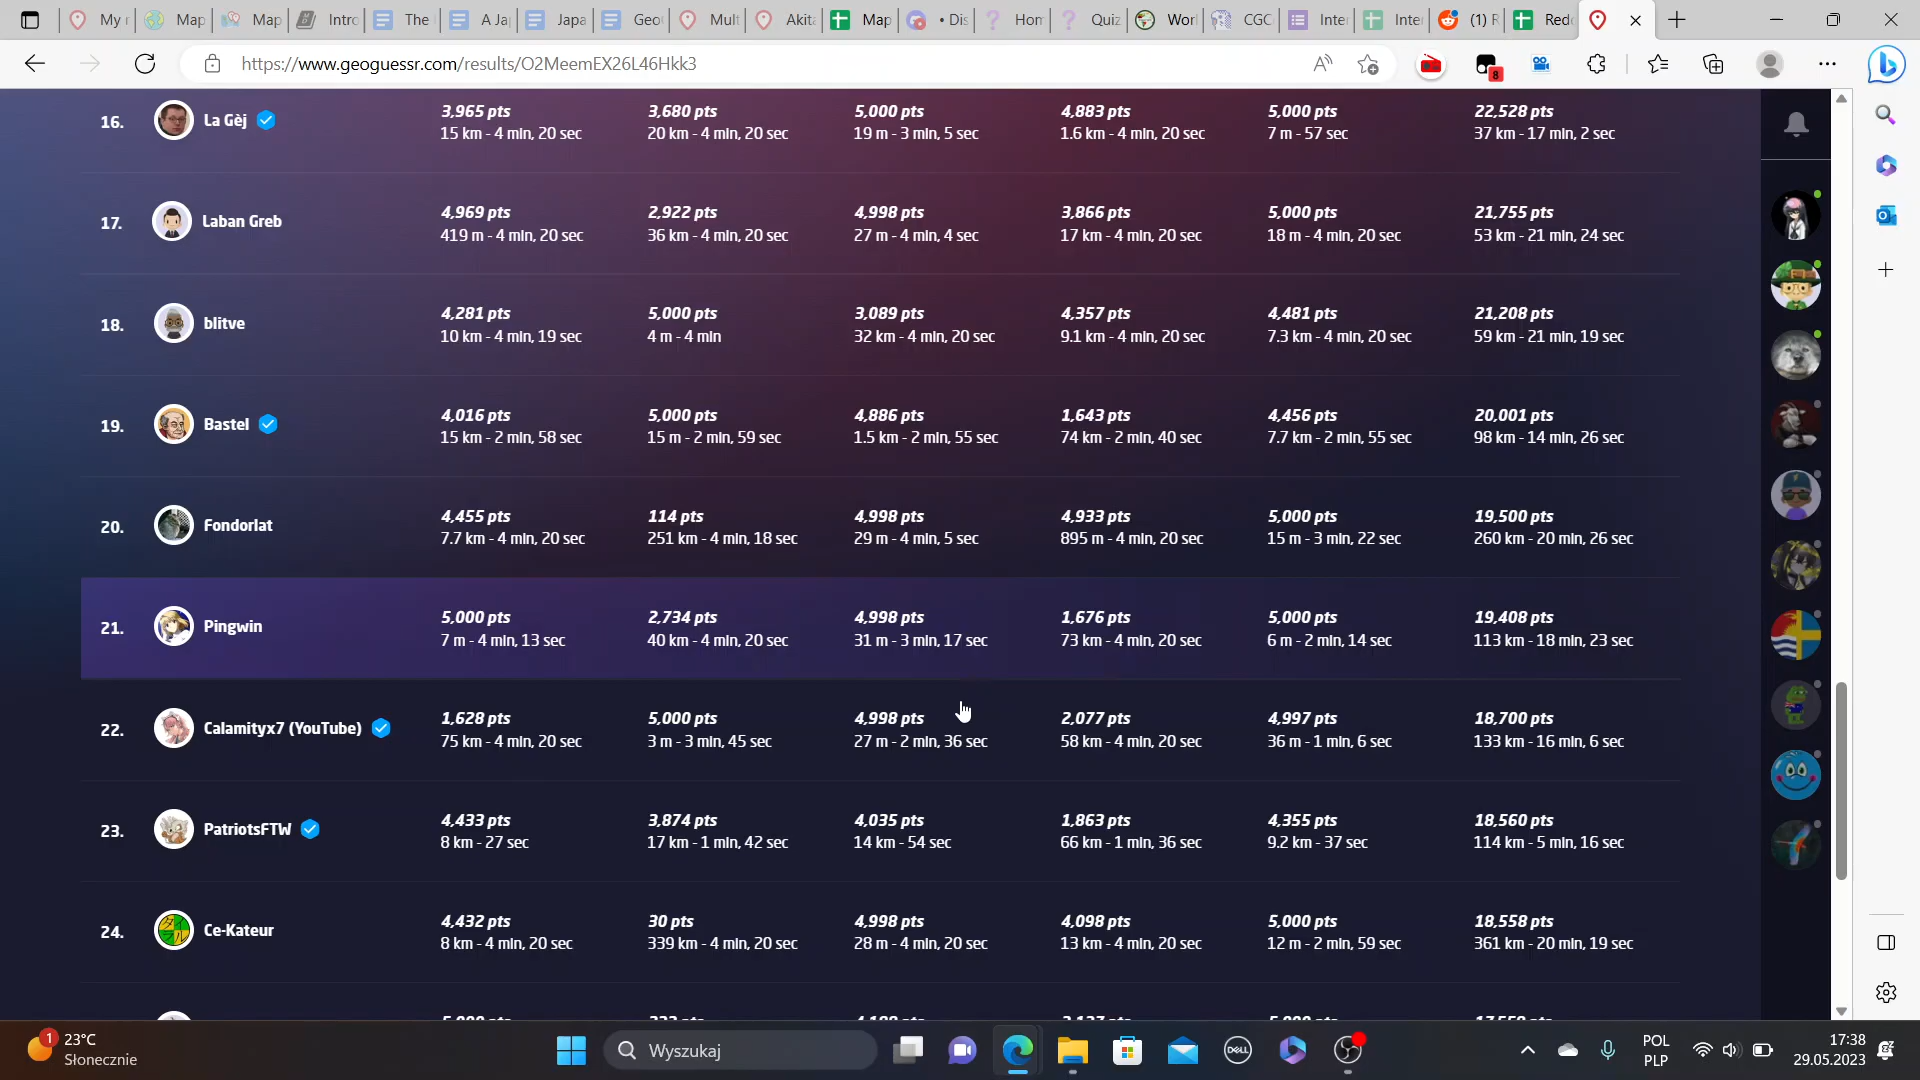 My r
Map
Map
Intro
The
A Ja
Japa
Geo
Mult
Akita
Map
• Dis
Hom
Quiz
Worl
CGC
Inter
Inter
(1) R
Redd
https://www.geoguessr.com/results/O2MeemEX26L46Hkk3
8
16. La Gèj 3,965 pts 3,680 pts 5,000 pts 4,883 pts 5,000 pts 22,528 pts
15 km - 4 min, 20 sec 20 km - 4 min, 20 sec 19 m - 3 min, 5 sec 1.6 km - 4 min, 20 sec 7 m - 57 sec 37 km - 17 min, 2 sec
17. Laban Greb 4,969 pts 2,922 pts 4,998 pts 3,866 pts 5,000 pts 21,755 pts
419 m - 4 min, 20 sec 36 km - 4 min, 20 sec 27 m - 4 min, 4 sec 17 km - 4 min, 20 sec 18 m - 4 min, 20 sec 53 km - 21 min, 24 sec
18. blitve 4,281 pts 5,000 pts 3,089 pts 4,357 pts 4,481 pts 21,208 pts
10 km - 4 min, 19 sec 4 m - 4 min 32 km - 4 min, 20 sec 9.1 km - 4 min, 20 sec 7.3 km - 4 min, 20 sec 59 km - 21 min, 19 sec
19. Bastel 4,016 pts 5,000 pts 4,886 pts 1,643 pts 4,456 pts 20,001 pts
15 km - 2 min, 58 sec 15 m - 2 min, 59 sec 1.5 km - 2 min, 55 sec 74 km - 2 min, 40 sec 7.7 km - 2 min, 55 sec 98 km - 14 min, 26 sec
20. Fondorlat 4,455 pts 114 pts 4,998 pts 4,933 pts 5,000 pts 19,500 pts
7.7 km - 4 min, 20 sec 251 km - 4 min, 18 sec 29 m - 4 min, 5 sec 895 m - 4 min, 20 sec 15 m - 3 min, 22 sec 260 km - 20 min, 26 sec
21. Pingwin 5,000 pts 2,734 pts 4,998 pts 1,676 pts 5,000 pts 19,408 pts
7 m - 4 min, 13 sec 40 km - 4 min, 20 sec 31 m - 3 min, 17 sec 73 km - 4 min, 20 sec 6 m - 2 min, 14 sec 113 km - 18 min, 23 sec
22. Calamityx7 (YouTube) 1,628 pts 5,000 pts 4,998 pts 2,077 pts 4,997 pts 18,700 pts
75 km - 4 min, 20 sec 3 m - 3 min, 45 sec 27 m - 2 min, 36 sec 58 km - 4 min, 20 sec 36 m - 1 min, 6 sec 133 km - 16 min, 6 sec
23. PatriotsFTW 4,433 pts 3,874 pts 4,035 pts 1,863 pts 4,355 pts 18,560 pts
8 km - 27 sec 17 km - 1 min, 42 sec 14 km - 54 sec 66 km - 1 min, 36 sec 9.2 km - 37 sec 114 km - 5 min, 16 sec
24. Ce-Kateur 4,432 pts 30 pts 4,998 pts 4,098 pts 5,000 pts 18,558 pts
8 km - 4 min, 20 sec 339 km - 4 min, 20 sec 28 m - 4 min, 20 sec 13 km - 4 min, 20 sec 12 m - 2 min, 59 sec 361 km - 20 min, 19 sec
1
23°C
Słonecznie
Wyszukaj
DELL
POL
PLP
17:38
29.05.2023